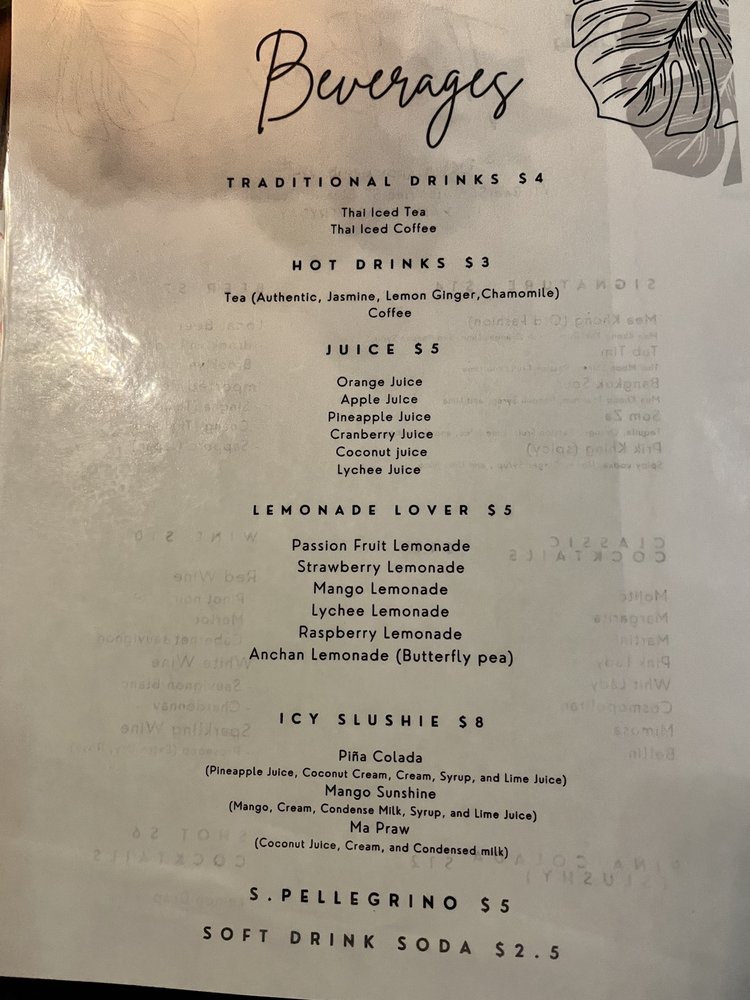 Beverages
TRADITIONAL DRINKS $4
Thai Iced Tea
Thai Iced Coffee
HOT DRINKS $3
Tea (Authentic, Jasmine, Lemon Ginger,Chamomile)
Coffee
JUICE $5
Orange Juice
Apple Juice
Pineapple Juice
Cranberry Juice
Coconut juice
Lychee Juice
LEMONADE LOVER $5
Passion Fruit Lemonade
Strawberry Lemonade
Mango Lemonade
Lychee Lemonade
Raspberry Lemonade
Anchan Lemonade (Butterfly pea)
ICY SLUSHIE $8
Piña Colada
(Pineapple Juice, Coconut Cream, Cream, Syrup, and Lime Juice)
Mango Sunshine
(Mango, Cream, Condense Milk, Syrup, and Lime Juice)
Ma Praw
(Coconut Juice, Cream, and Condensed milk)
S.PELLEGRINO $5
SOFT DRINK SODA $2.5